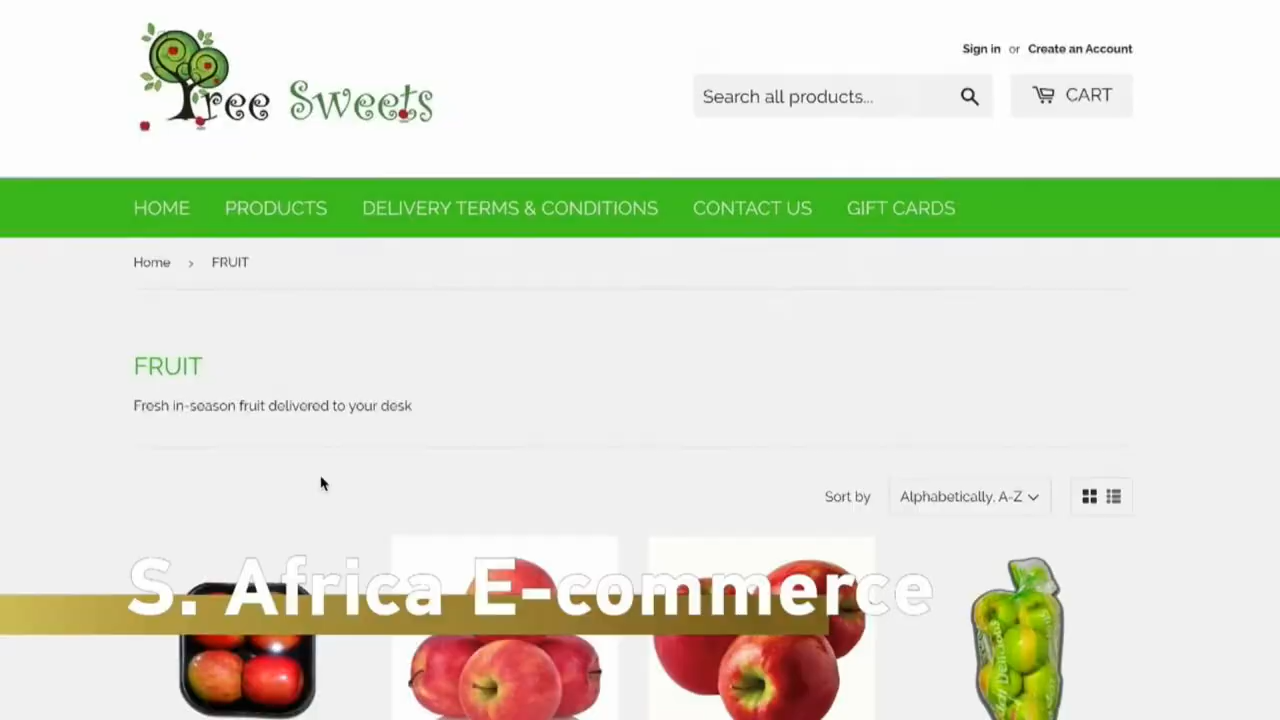 Tree Sweets
Sign in or Create an Account
Search all products...
CART
HOME PRODUCTS DELIVERY TERMS & CONDITIONS CONTACT US GIFT CARDS
Home › FRUIT
FRUIT
Fresh in-season fruit delivered to your desk
Sort by Alphabetically, A-Z
S. Africa E-commerce